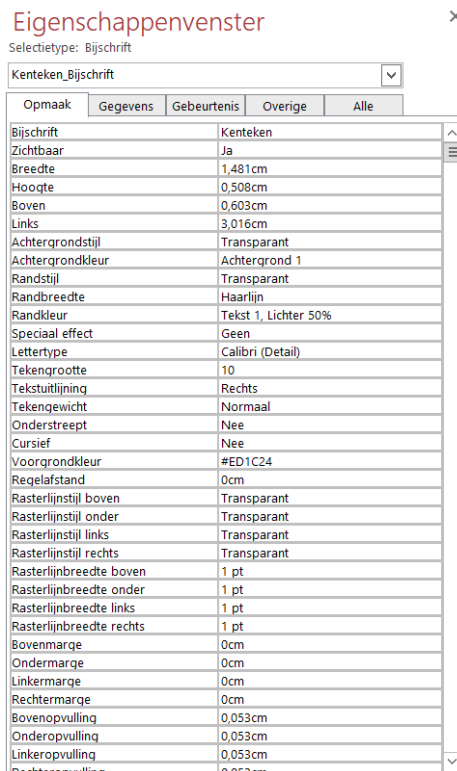 Eigenschappenvenster
Selectietype: Bijschrift
Kenteken_Bijschrift
Opmaak Gegevens Gebeurtenis Overige Alle
Bijschrift Kenteken
Zichtbaar Ja
Breedte 1,481cm
Hoogte 0,508cm
Boven 0,603cm
Links 3,016cm
Achtergrondstijl Transparant
Achtergrondkleur Achtergrond 1
Randstijl Transparant
Randbreedte Haarlijn
Randkleur Tekst 1, Lichter 50%
Speciaal effect Geen
Lettertype Calibri (Detail)
Tekengrootte 10
Tekstuitlijning Rechts
Tekengewicht Normaal
Onderstreept Nee
Cursief Nee
Voorgrondkleur #ED1C24
Regelafstand 0cm
Rasterlijnstijl boven Transparant
Rasterlijnstijl onder Transparant
Rasterlijnstijl links Transparant
Rasterlijnstijl rechts Transparant
Rasterlijnbreedte boven 1 pt
Rasterlijnbreedte onder 1 pt
Rasterlijnbreedte links 1 pt
Rasterlijnbreedte rechts 1 pt
Bovenmarge 0cm
Ondermarge 0cm
Linkermarge 0cm
Rechtermarge 0cm
Bovenopvulling 0,053cm
Onderopvulling 0,053cm
Linkeropvulling 0,053cm
Rechteropvulling 0,053cm